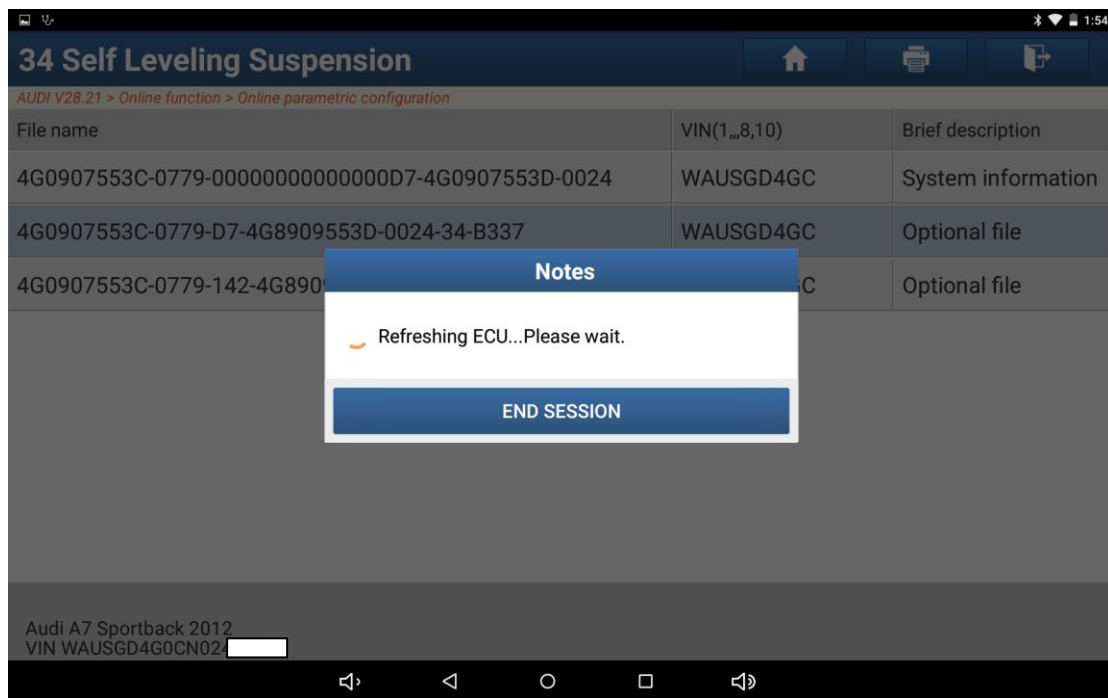 1:54
34 Self Leveling Suspension
AUDI V28.21 > Online function > Online parametric configuration
File name VIN(1,,,8,10) Brief description
4G0907553C-0779-00000000000000D7-4G0907553D-0024 WAUSGD4GC System information
4G0907553C-0779-D7-4G8909553D-0024-34-B337 WAUSGD4GC Optional file
4G0907553C-0779-142-4G890 C Optional file
Notes
Refreshing ECU...Please wait.
END SESSION
Audi A7 Sportback 2012
VIN WAUSGD4G0CN02